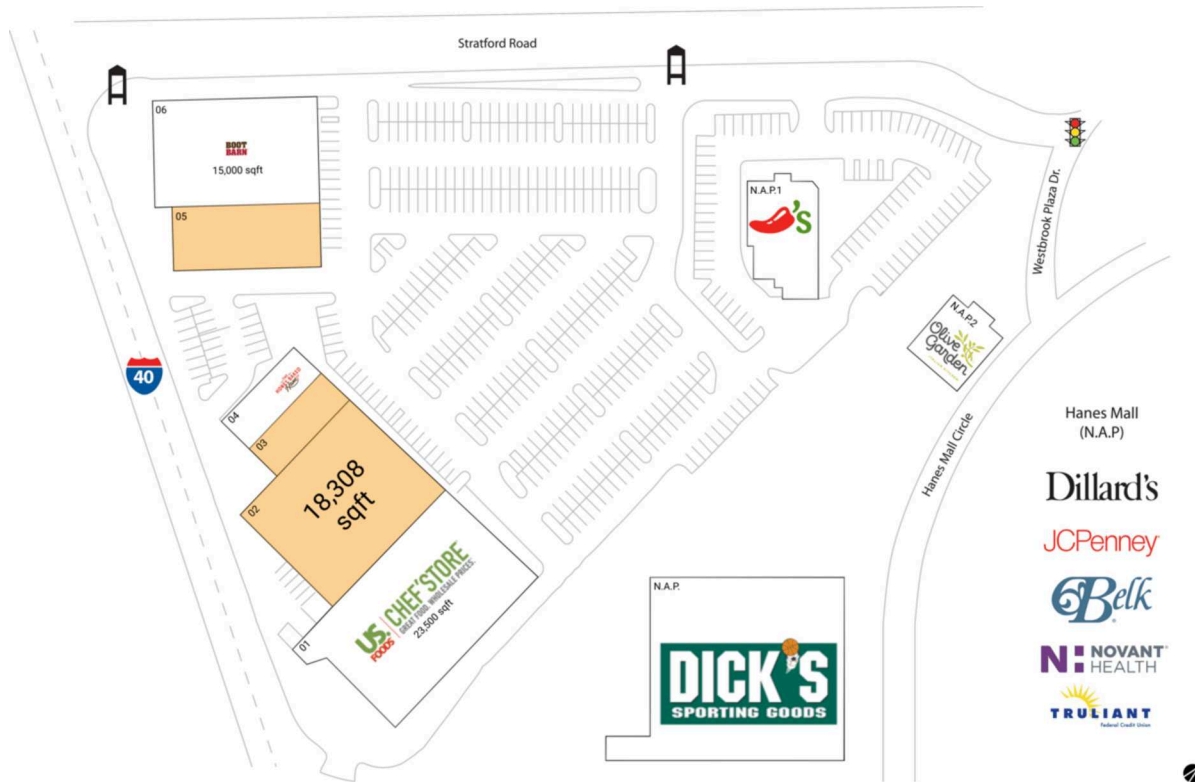 Stratford Road
06
BOOT
BARN
15,000 sqft
05
N.A.P.1
'S
Westbrook Plaza Dr.
N.A.P.2
Olive
Garden
40
04
03
02
18,308
sqft
Hanes Mall
(N.A.P)
Hanes Mall Circle
Dillard's
JCPenney
Belk
NOVANT
HEALTH
TRULIANT
Federal Credit Union
01
US.
FOODS
CHEF'STORE
GREAT FOOD. WHOLESALE PRICES.
23,500 sqft
N.A.P.
DICK'S
SPORTING GOODS